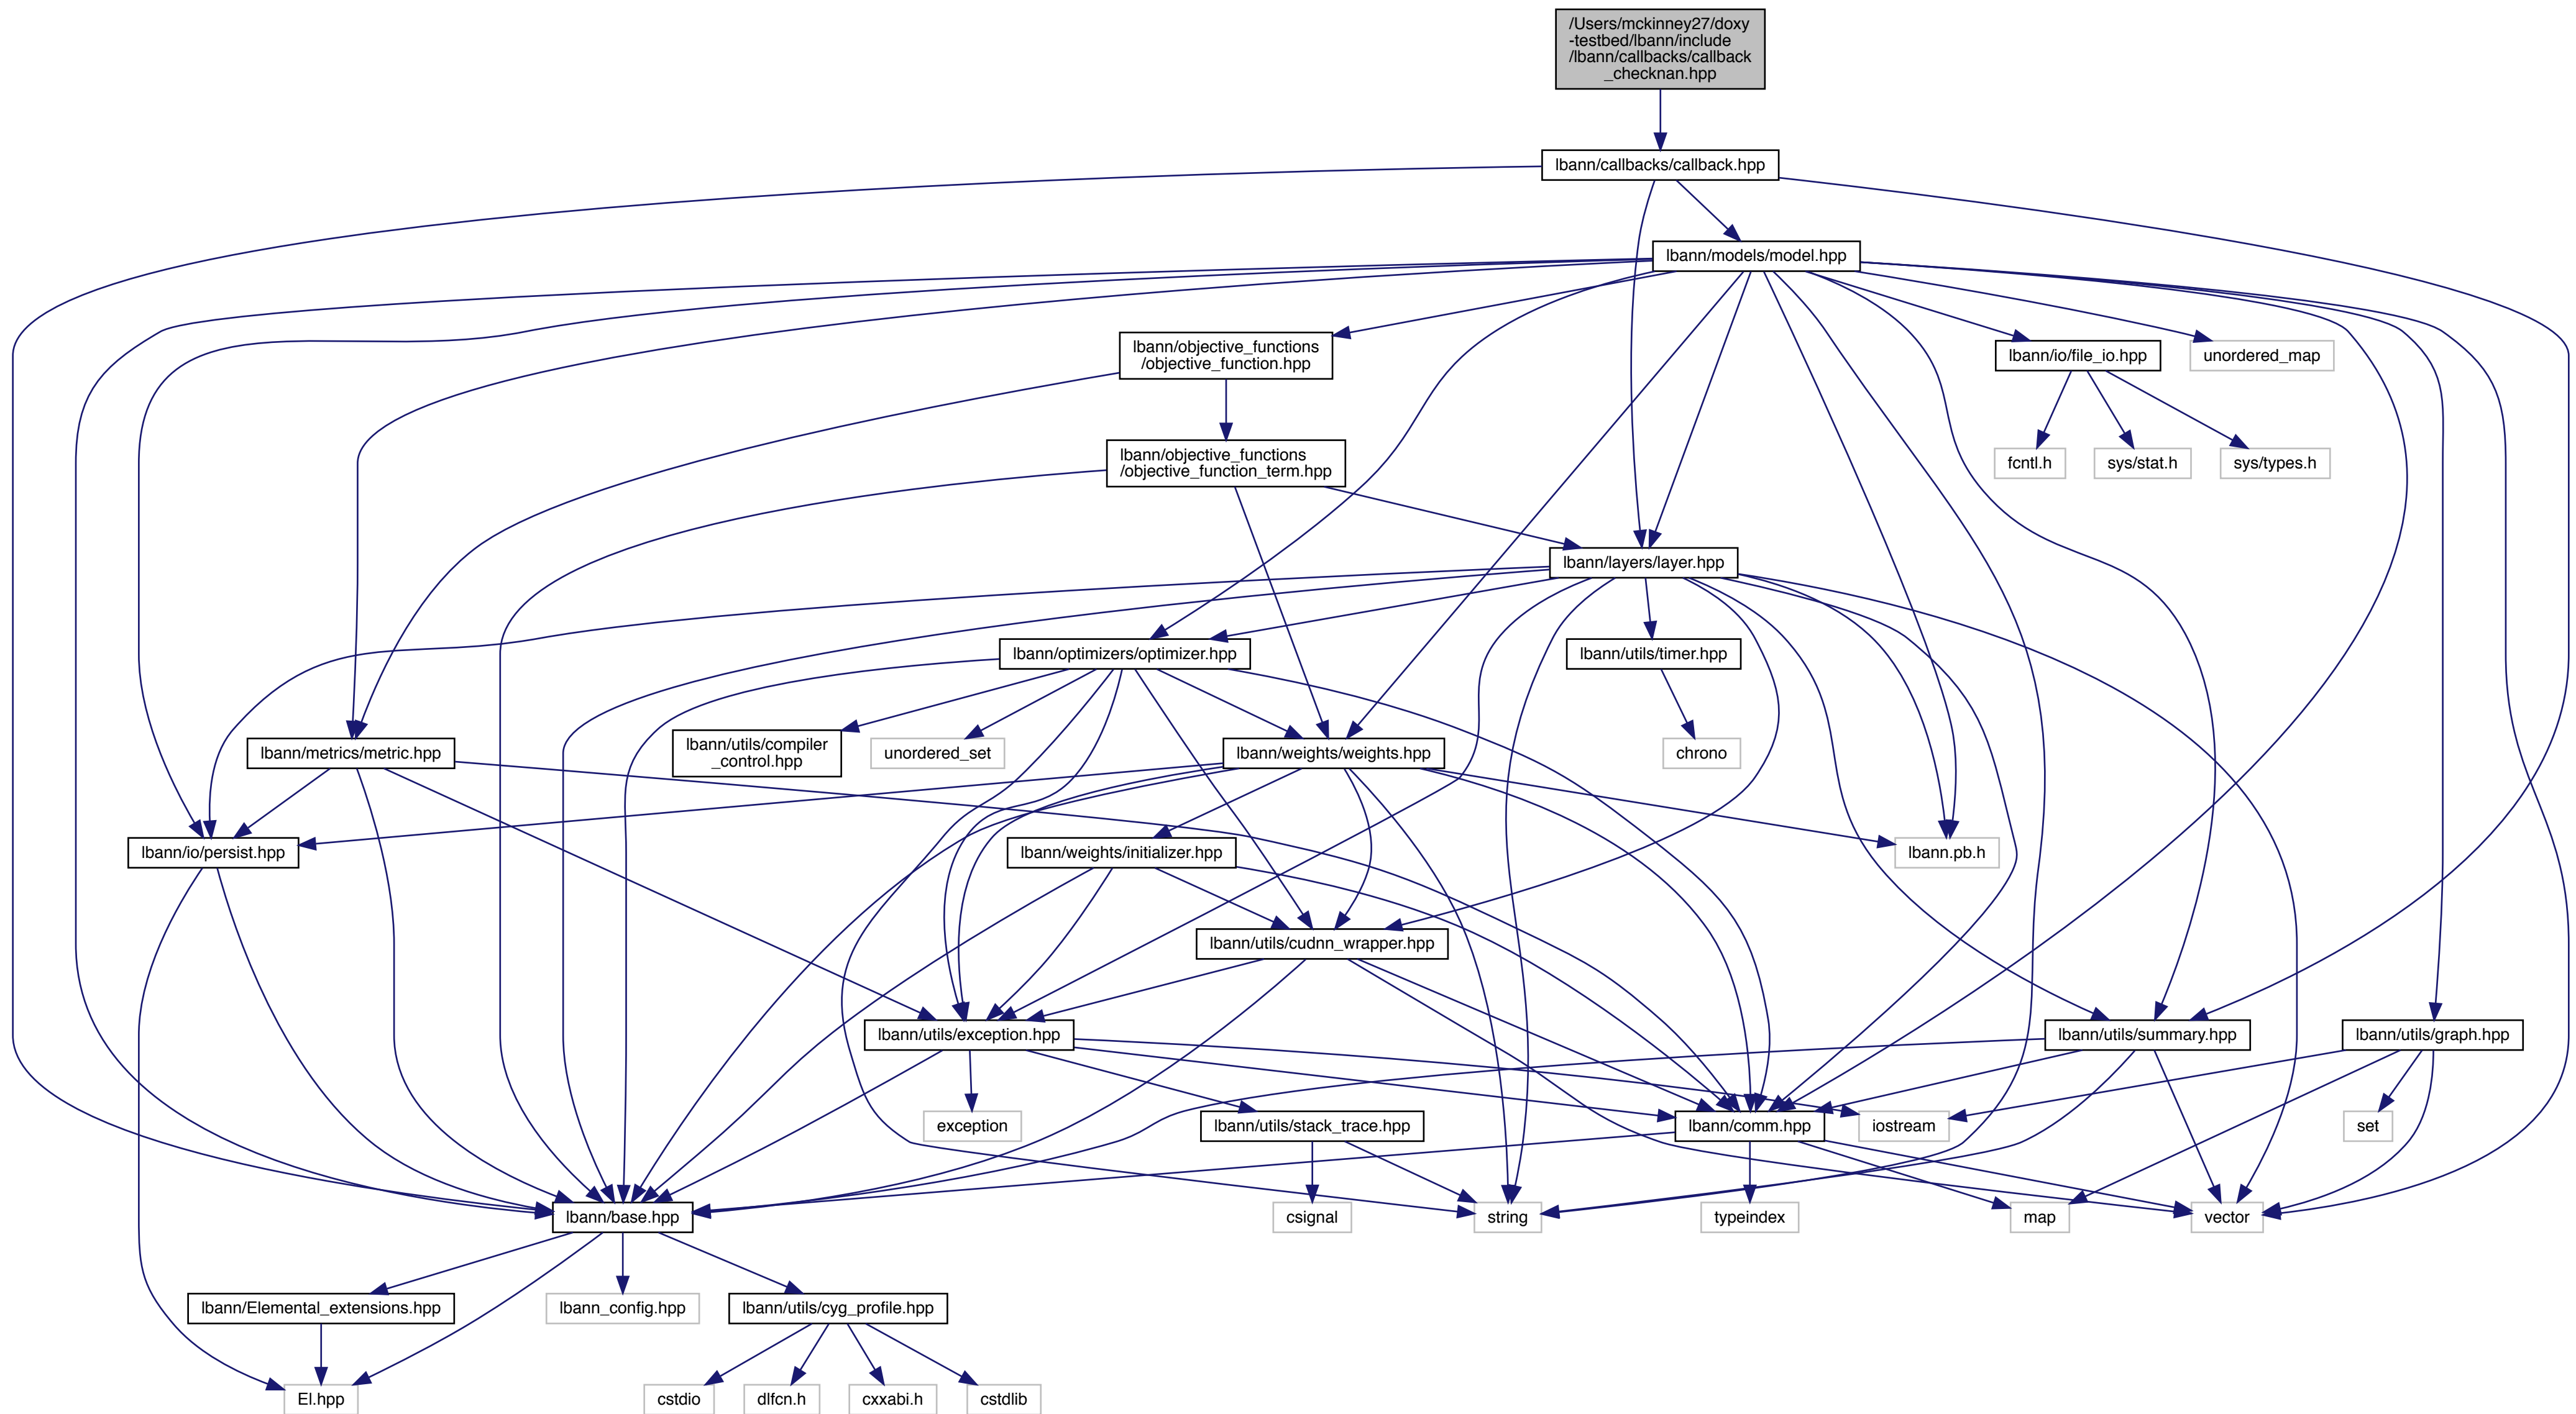 /Users/mckinney27/doxy
-testbed/lbann/include
/lbann/callbacks/callback
_checknan.hpp
lbann/callbacks/callback.hpp
lbann/models/model.hpp
lbann/objective_functions
/objective_function.hpp
lbann/io/file_io.hpp
unordered_map
lbann/objective_functions
/objective_function_term.hpp
fcntl.h
sys/stat.h
sys/types.h
lbann/layers/layer.hpp
lbann/optimizers/optimizer.hpp
lbann/utils/timer.hpp
lbann/metrics/metric.hpp
lbann/utils/compiler
_control.hpp
unordered_set
lbann/weights/weights.hpp
chrono
lbann/io/persist.hpp
lbann/weights/initializer.hpp
lbann.pb.h
lbann/utils/cudnn_wrapper.hpp
lbann/utils/exception.hpp
lbann/utils/summary.hpp
lbann/utils/graph.hpp
exception
lbann/utils/stack_trace.hpp
lbann/comm.hpp
iostream
set
lbann/base.hpp
csignal
string
typeindex
map
vector
lbann/Elemental_extensions.hpp
lbann_config.hpp
lbann/utils/cyg_profile.hpp
El.hpp
cstdio
dlfcn.h
cxxabi.h
cstdlib